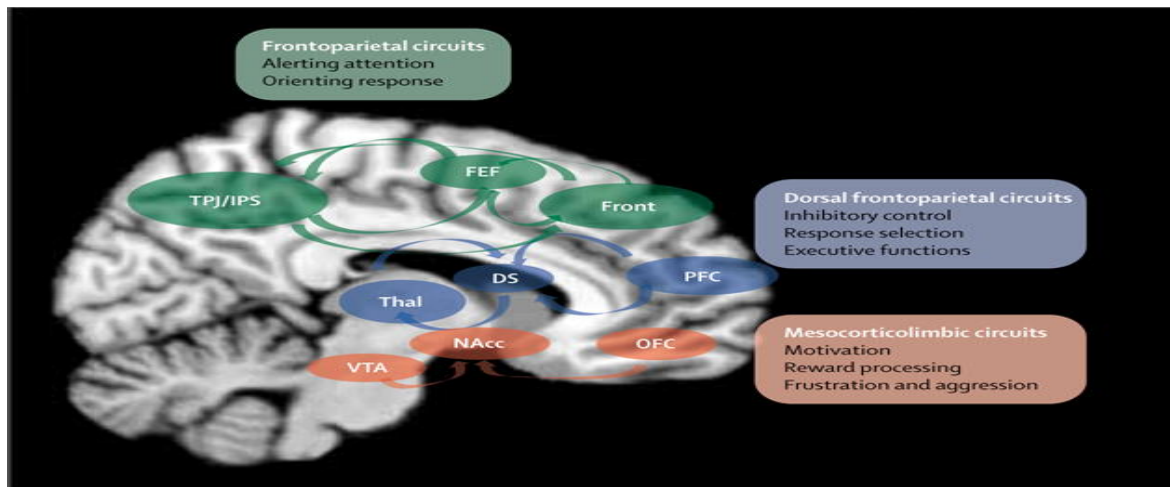 Frontoparietal circuits
Alerting attention
Orienting response
FEF
TPJ/IPS
Front
Dorsal frontoparietal circuits
Inhibitory control
Response selection
Executive functions
DS
PFC
Thal
Mesocorticolimbic circuits
Motivation
Reward processing
Frustration and aggression
NAcc
OFC
VTA